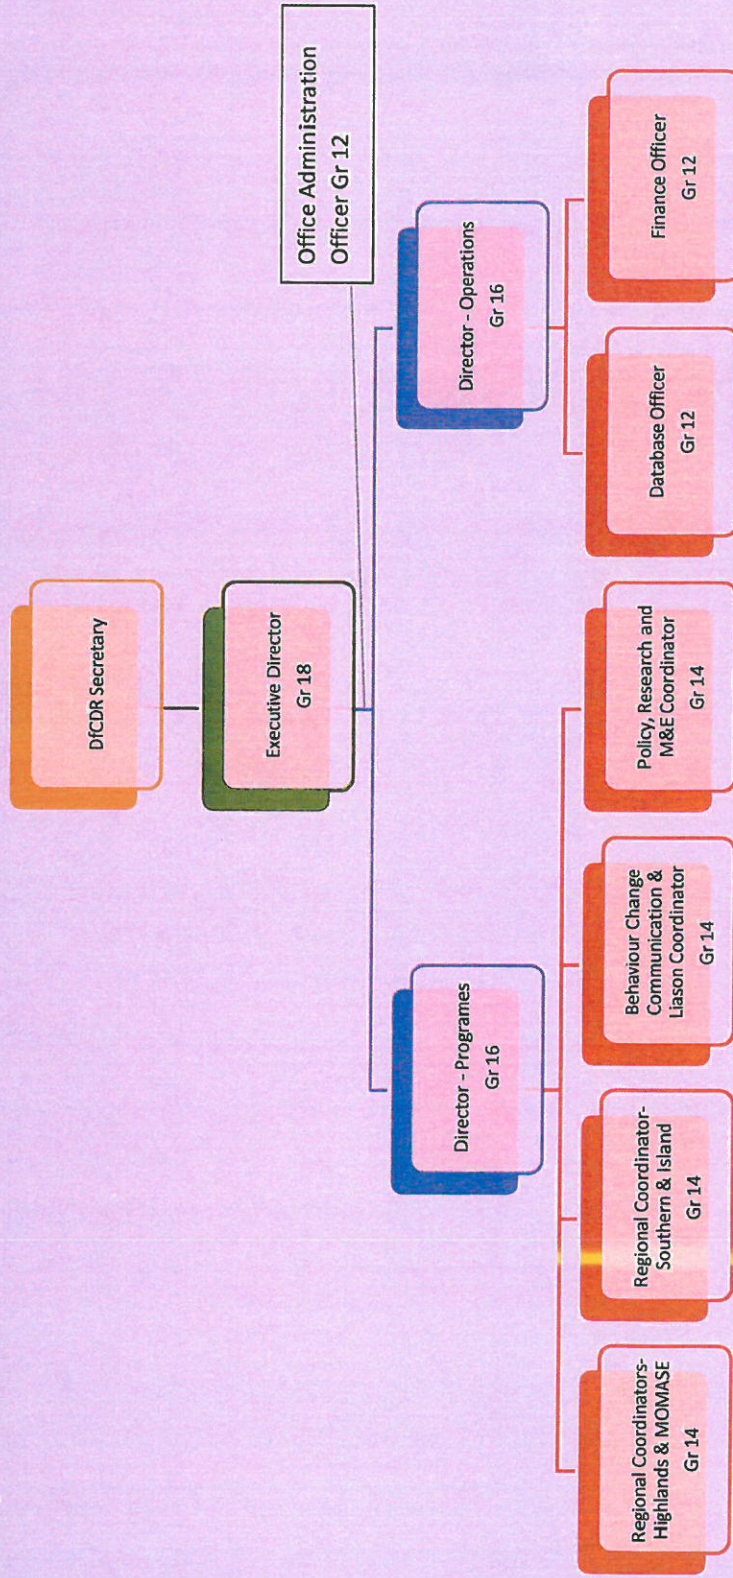 DfCDR Secretary
Executive Director
Gr 18
Office Administration
Officer Gr 12
Director - Programes
Gr 16
Director - Operations
Gr 16
Regional Coordinators-
Highlands & MOMASE
Gr 14
Regional Coordinator-
Southern & Island
Gr 14
Behaviour Change
Communication &
Liason Coordinator
Gr 14
Policy, Research and
M&E Coordinator
Gr 14
Database Officer
Gr 12
Finance Officer
Gr 12